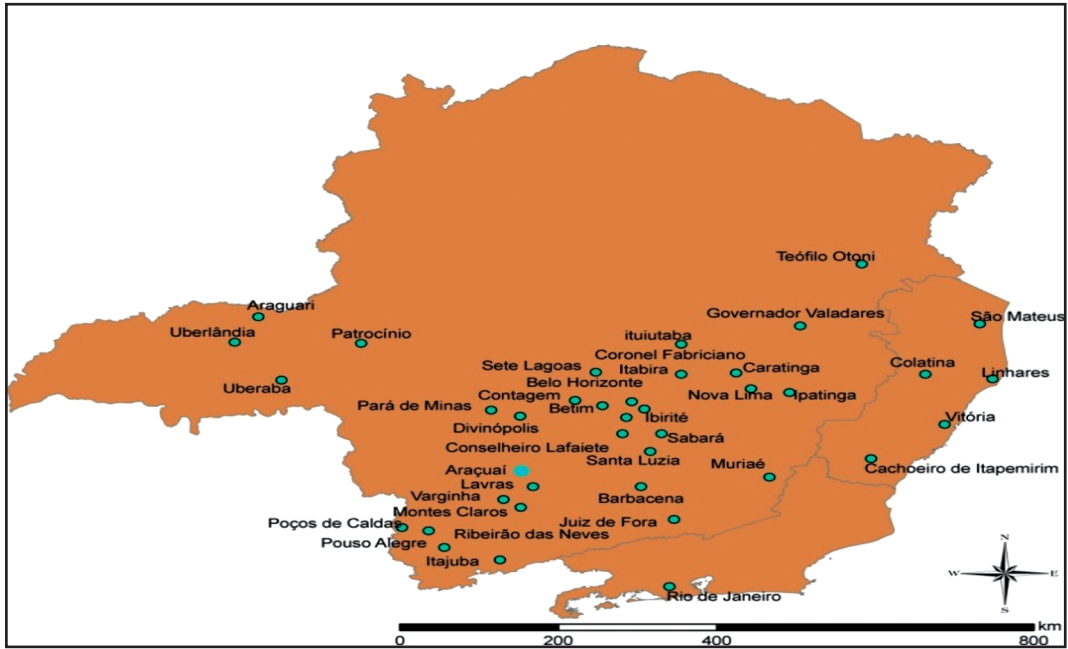 Teófilo Otoni
Araguari
Governador Valadares
São Mateus
Uberlândia
Patrocínio
ituiutaba
Coronel Fabriciano
Sete Lagoas
Itabira
Caratinga
Colatina
Linhares
Uberaba
Belo Horizonte
Contagem
Nova Lima
Ipatinga
Pará de Minas
Betim
Ibirité
Vitória
Divinópolis
Sabará
Conselheiro Lafaiete
Santa Luzia
Muriaé
Cachoeiro de Itapemirim
Araçuaí
Lavras
Varginha
Barbacena
Montes Claros
Poços de Caldas
Juiz de Fora
Ribeirão das Neves
Pouso Alegre
Itajuba
N
W
E
S
Rio de Janeiro
km
0 200 400 800